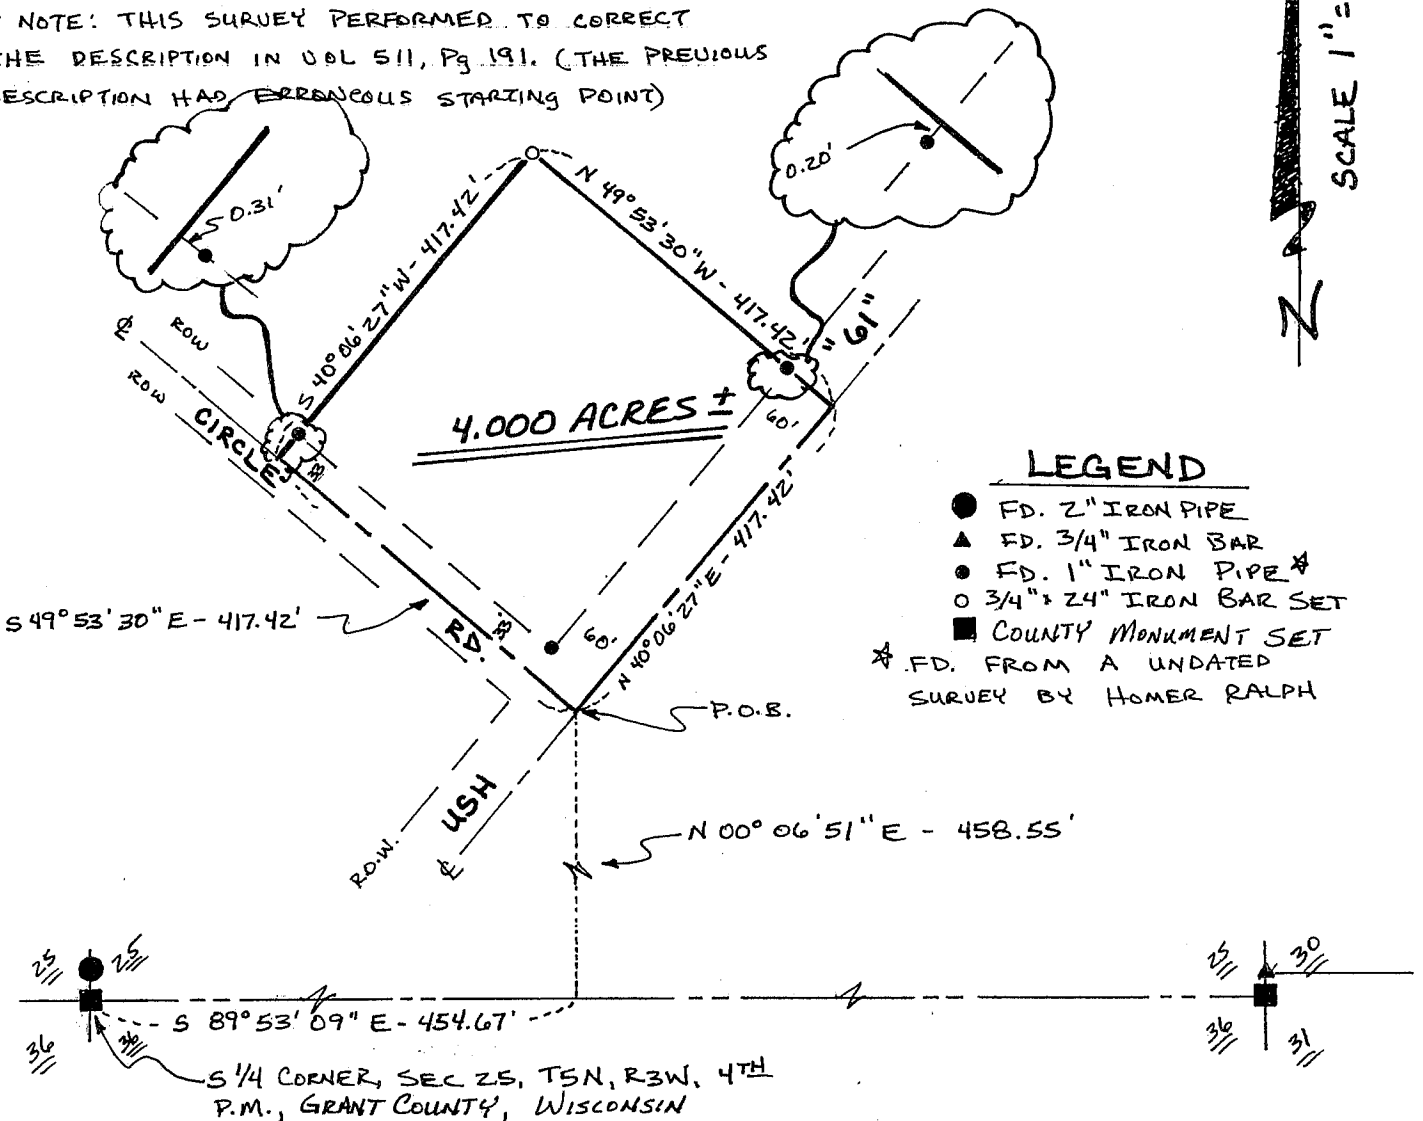 NOTE: THIS SURVEY PERFORMED TO CORRECT
THE DESCRIPTION IN VOL 511, Pg 191. (THE PREVIOUS
DESCRIPTION HAD ERRONEOUS STARTING POINT)
SCALE 1"=
N
0.31'
0.20'
S 40°06'27"W - 417.42'
N 49°53'30"W - 417.42'
"61"
℄
ROW
ROW
CIRCLE
33
4.000 ACRES ±
60'
N 40°06'27"E - 417.42'
S 49°53'30"E - 417.42'
RD.
33'
60'
P.O.B.
LEGEND
● FD. 2" IRON PIPE
▲ FD. 3/4" IRON BAR
● FD. 1" IRON PIPE ☆
○ 3/4" x 24" IRON BAR SET
■ COUNTY MONUMENT SET
☆ FD. FROM A UNDATED
SURVEY BY HOMER RALPH
USH
R.O.W.
℄
N 00° 06' 51" E - 458.55'
25 25
36 36
25 30
36 31
S 89°53'09" E - 454.67'
S 1/4 CORNER, SEC 25, T5N, R3W, 4TH
P.M., GRANT COUNTY, WISCONSIN